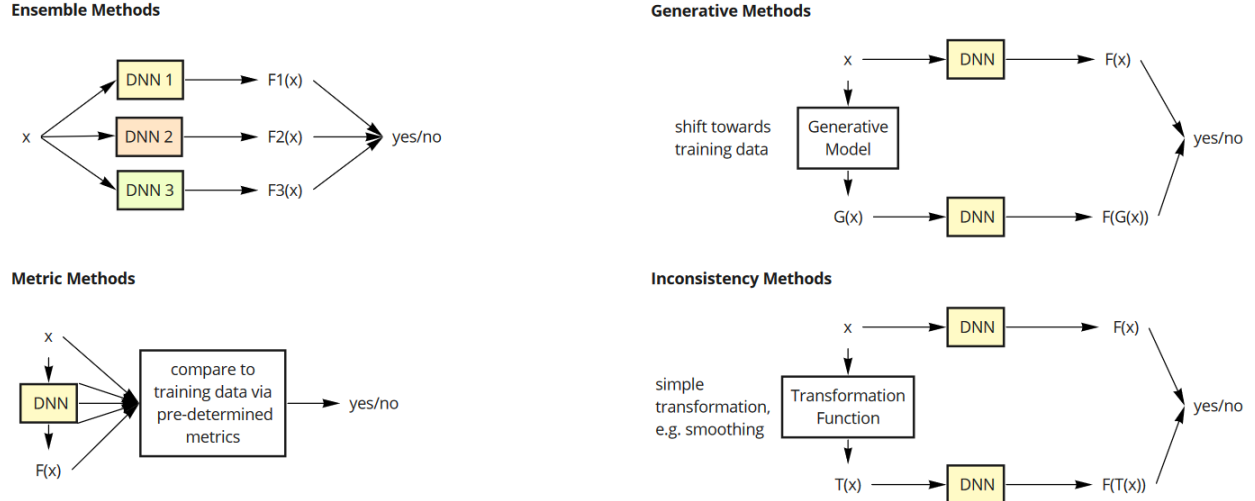 Ensemble Methods
x
DNN 1
F1(x)
DNN 2
F2(x)
yes/no
DNN 3
F3(x)
Generative Methods
x
DNN
F(x)
shift towards
training data
Generative
Model
yes/no
G(x)
DNN
F(G(x))
Metric Methods
x
DNN
F(x)
compare to
training data via
pre-determined
metrics
yes/no
Inconsistency Methods
x
DNN
F(x)
simple
transformation,
e.g. smoothing
Transformation
Function
yes/no
T(x)
DNN
F(T(x))